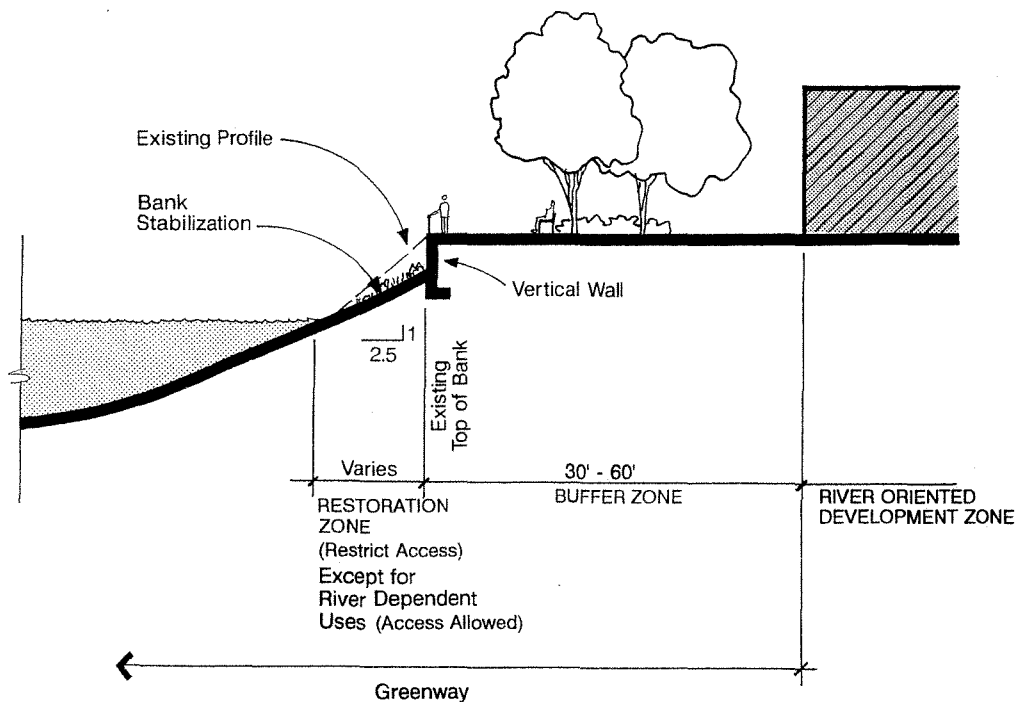 Existing Profile
Bank
Stabilization
Vertical Wall
1
2.5
Existing
Top of Bank
Varies
30' - 60'
RESTORATION
ZONE
(Restrict Access)
Except for
River Dependent
Uses (Access Allowed)
BUFFER ZONE
RIVER ORIENTED
DEVELOPMENT ZONE
Greenway